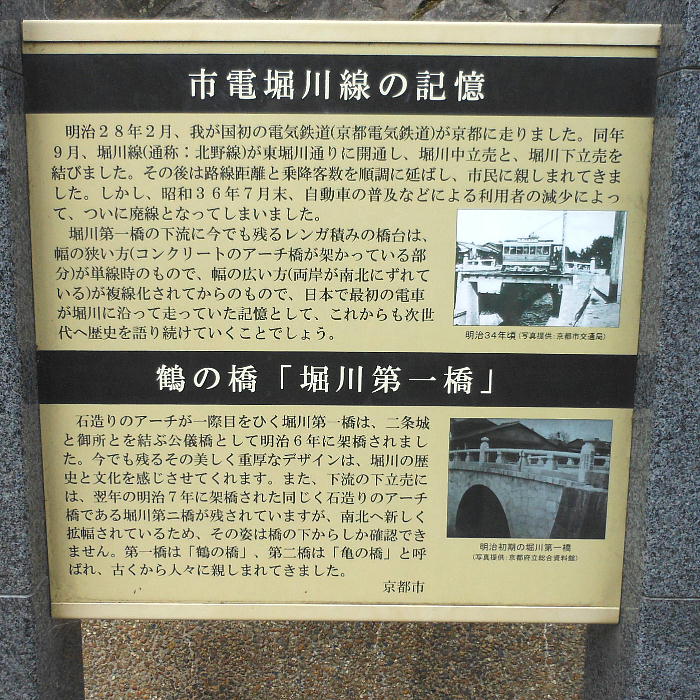 市電堀川線の記憶
明治28年2月、我が国初の電気鉄道(京都電気鉄道)が京都に走りました。同年
9月、堀川線(通称：北野線)が東堀川通りに開通し、堀川中立売と、堀川下立売を
結びました。その後は路線距離と乗降客数を順調に延ばし、市民に親しまれてきま
した。しかし、昭和36年7月末、自動車の普及などによる利用者の減少によっ
て、ついに廃線となってしまいました。
堀川第一橋の下流に今でも残るレンガ積みの橋台は、
幅の狭い方(コンクリートのアーチ橋が架かっている部
分)が単線時のもので、幅の広い方(両岸が南北にずれて
いる)が複線化されてからのもので、日本で最初の電車
が堀川に沿って走っていた記憶として、これからも次世
代へ歴史を語り続けていくことでしょう。
明治34年頃(写真提供：京都市交通局)
鶴の橋「堀川第一橋」
石造りのアーチが一際目をひく堀川第一橋は、二条城
と御所とを結ぶ公儀橋として明治6年に架橋されまし
た。今でも残るその美しく重厚なデザインは、堀川の歴
史と文化を感じさせてくれます。また、下流の下立売に
は、翌年の明治7年に架橋された同じく石造りのアーチ
橋である堀川第二橋が残されていますが、南北へ新しく
拡幅されているため、その姿は橋の下からしか確認でき
ません。第一橋は「鶴の橋」、第二橋は「亀の橋」と呼
ばれ、古くから人々に親しまれてきました。
京都市
明治初期の堀川第一橋
(写真提供：京都府立総合資料館)